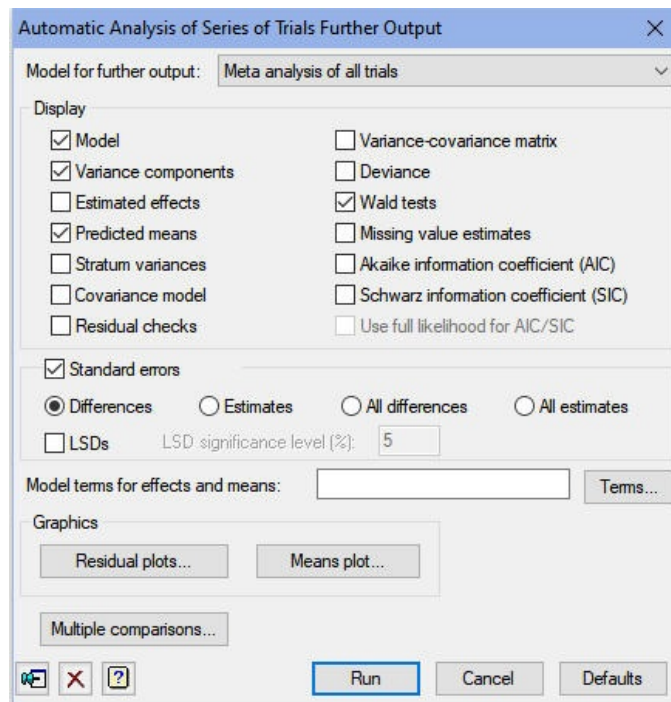 Automatic Analysis of Series of Trials Further Output
Model for further output: Meta analysis of all trials
Display
Model
Variance components
Estimated effects
Predicted means
Stratum variances
Covariance model
Residual checks
Variance-covariance matrix
Deviance
Wald tests
Missing value estimates
Akaike information coefficient (AIC)
Schwarz information coefficient (SIC)
Use full likelihood for AIC/SIC
Standard errors
Differences Estimates All differences All estimates
LSDs LSD significance level (%): 5
Model terms for effects and means: Terms...
Graphics
Residual plots... Means plot...
Multiple comparisons...
? Run Cancel Defaults